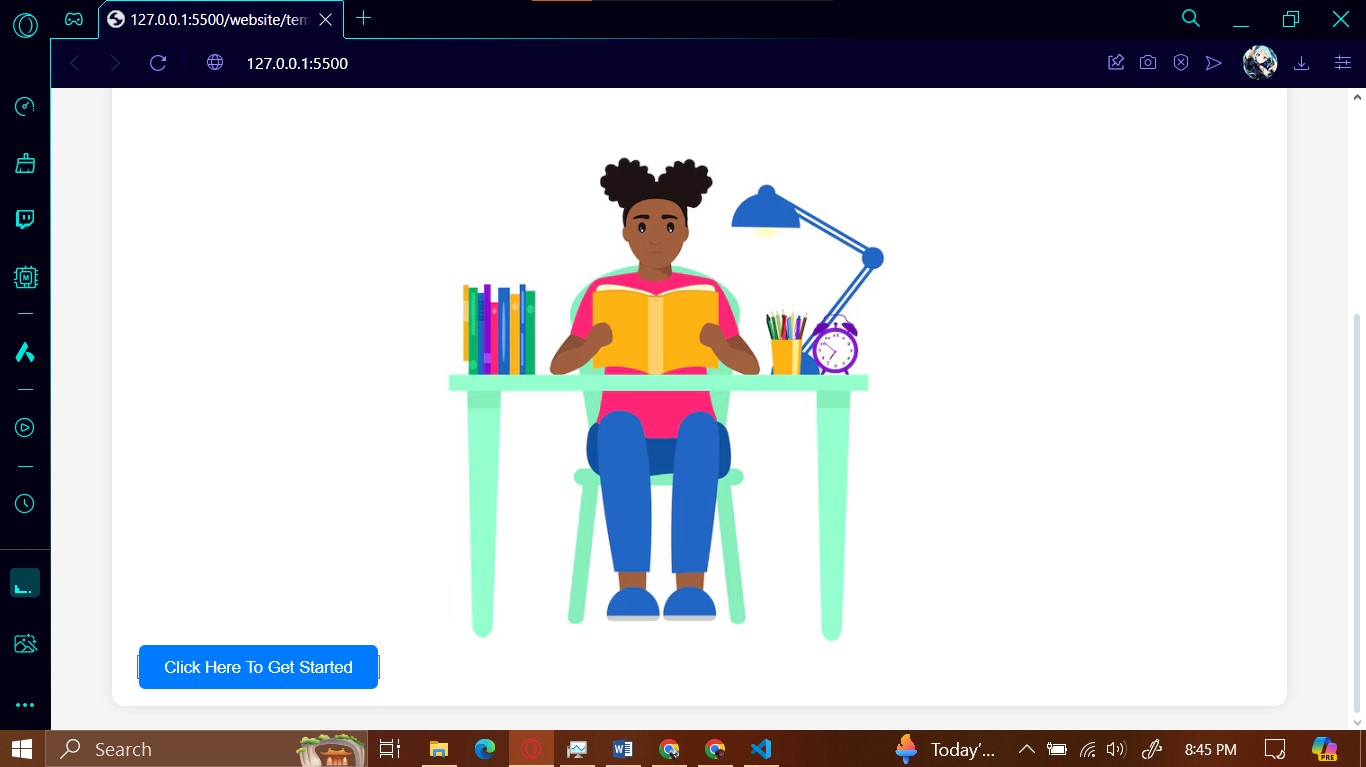 127.0.0.1:5500/website/tem
127.0.0.1:5500
Click Here To Get Started
Search
Today'...
8:45 PM
PRE